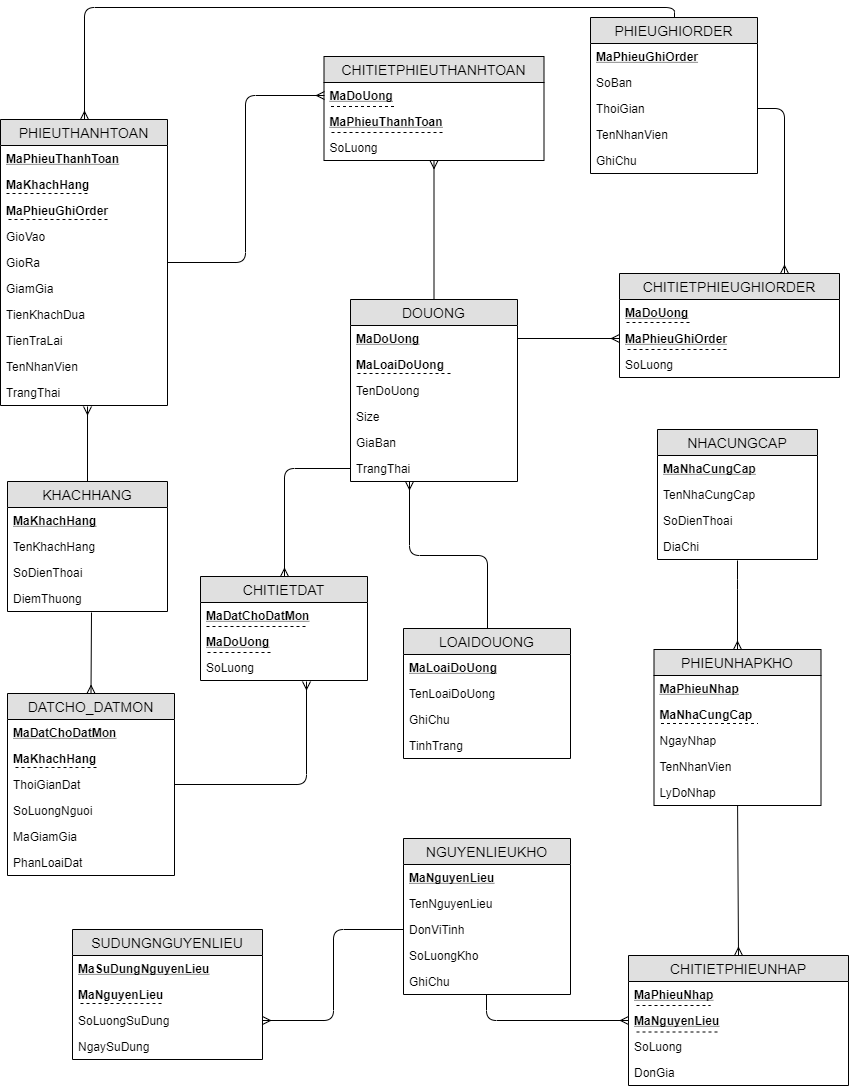 PHIEUGHIORDER
MaPhieuGhiOrder
SoBan
ThoiGian
TenNhanVien
GhiChu
CHITIETPHIEUTHANHTOAN
MaDoUong
MaPhieuThanhToan
SoLuong
PHIEUTHANHTOAN
MaPhieuThanhToan
MaKhachHang
MaPhieuGhiOrder
GioVao
GioRa
GiamGia
TienKhachDua
TienTraLai
TenNhanVien
TrangThai
CHITIETPHIEUGHIORDER
MaDoUong
MaPhieuGhiOrder
SoLuong
DOUONG
MaDoUong
MaLoaiDoUong
TenDoUong
Size
GiaBan
TrangThai
NHACUNGCAP
MaNhaCungCap
TenNhaCungCap
SoDienThoai
DiaChi
KHACHHANG
MaKhachHang
TenKhachHang
SoDienThoai
DiemThuong
CHITIETDAT
MaDatChoDatMon
MaDoUong
SoLuong
LOAIDOUONG
MaLoaiDoUong
TenLoaiDoUong
GhiChu
TinhTrang
PHIEUNHAPKHO
MaPhieuNhap
MaNhaCungCap
NgayNhap
TenNhanVien
LyDoNhap
DATCHO_DATMON
MaDatChoDatMon
MaKhachHang
ThoiGianDat
SoLuongNguoi
MaGiamGia
PhanLoaiDat
NGUYENLIEUKHO
MaNguyenLieu
TenNguyenLieu
DonViTinh
SoLuongKho
GhiChu
SUDUNGNGUYENLIEU
MaSuDungNguyenLieu
MaNguyenLieu
SoLuongSuDung
NgaySuDung
CHITIETPHIEUNHAP
MaPhieuNhap
MaNguyenLieu
SoLuong
DonGia